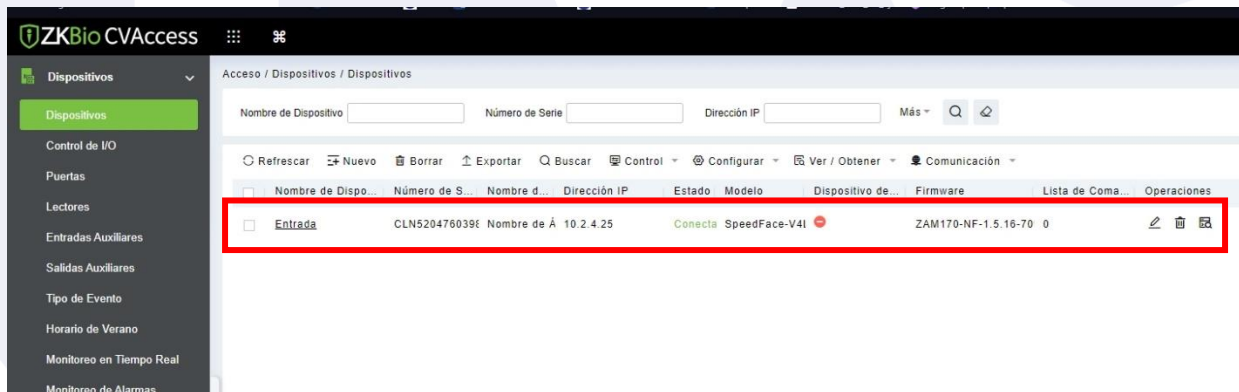 ZKBio CVAccess
Dispositivos
Acceso / Dispositivos / Dispositivos
Dispositivos
Nombre de Dispositivo
Número de Serie
Dirección IP
Más
Control de I/O
Refrescar Nuevo Borrar Exportar Buscar Control Configurar Ver / Obtener Comunicación
Puertas
Nombre de Dispo... Número de S... Nombre d... Dirección IP Estado Modelo Dispositivo de... Firmware Lista de Coma... Operaciones
Lectores
Entrada CLN5204760398 Nombre de Á 10.2.4.25 Conecta SpeedFace-V4L ZAM170-NF-1.5.16-70 0
Entradas Auxiliares
Salidas Auxiliares
Tipo de Evento
Horario de Verano
Monitoreo en Tiempo Real
Monitoreo de Alarmas